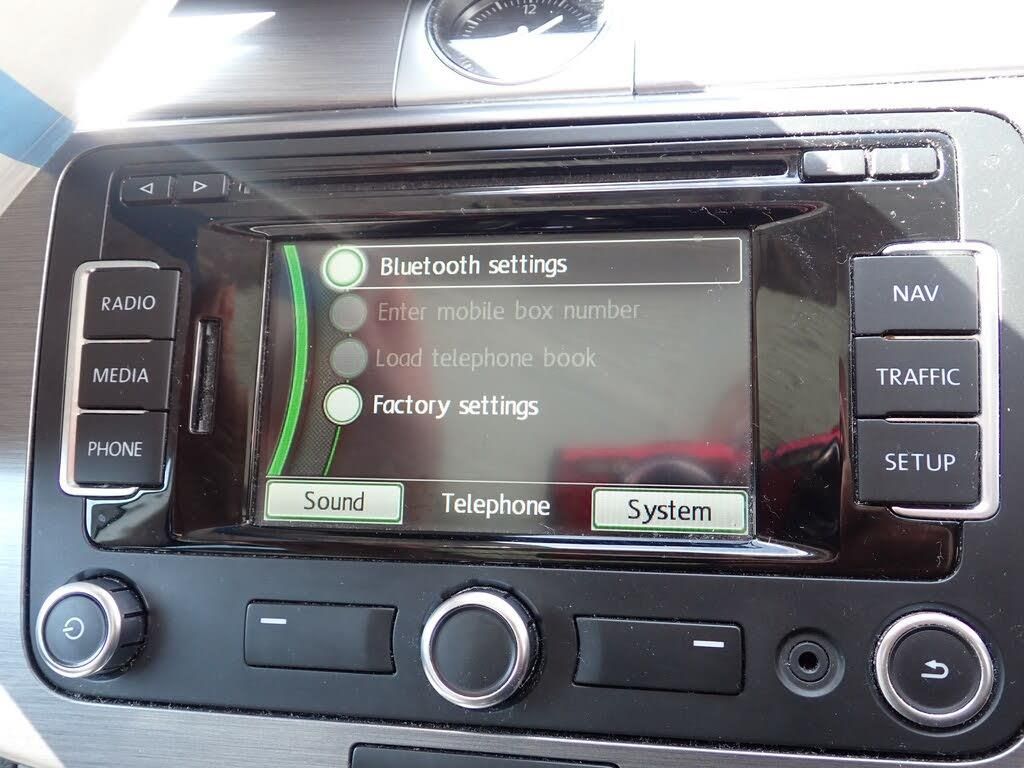 12
RADIO
MEDIA
PHONE
Bluetooth settings
Enter mobile box number
Load telephone book
Factory settings
Sound
Telephone
System
NAV
TRAFFIC
SETUP